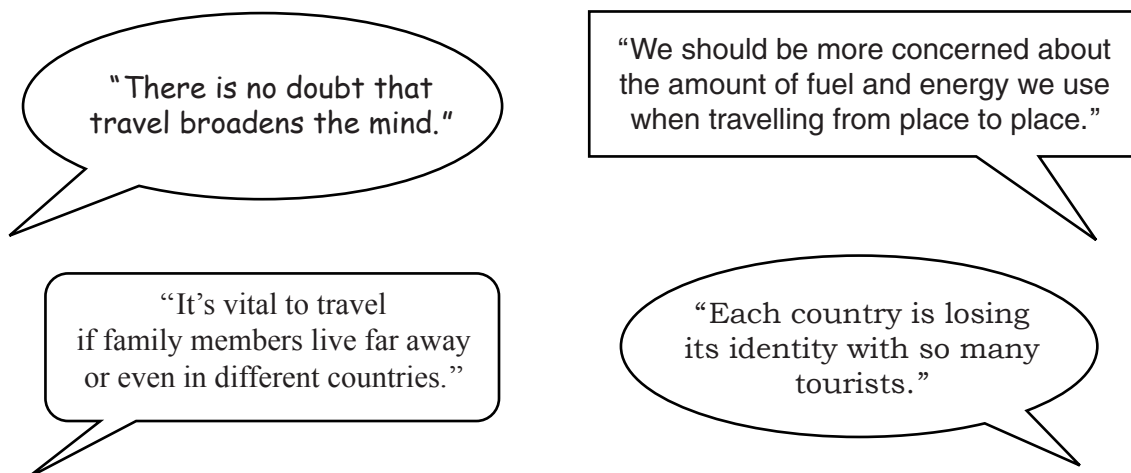 "There is no doubt that
travel broadens the mind."
“We should be more concerned about
the amount of fuel and energy we use
when travelling from place to place.”
“It’s vital to travel
if family members live far away
or even in different countries.”
“Each country is losing
its identity with so many
tourists.”